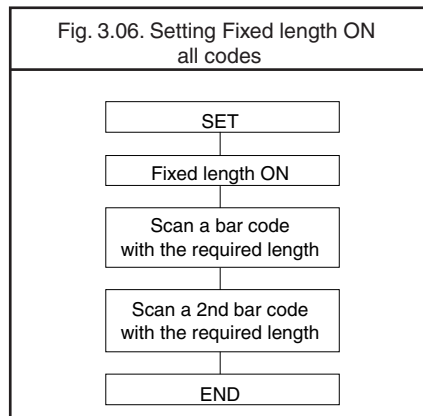 Fig. 3.06. Setting Fixed length ON
all codes
SET
Fixed length ON
Scan a bar code
with the required length
Scan a 2nd bar code
with the required length
END